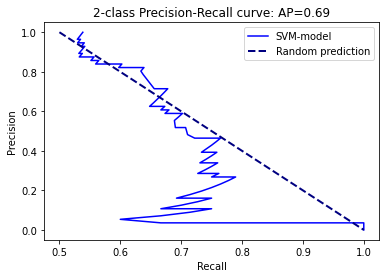 2-class Precision-Recall curve: AP=0.69
SVM-model
Random prediction
Precision
1.0
0.8
0.6
0.4
0.2
0.0
0.5
0.6
0.7
0.8
0.9
1.0
Recall